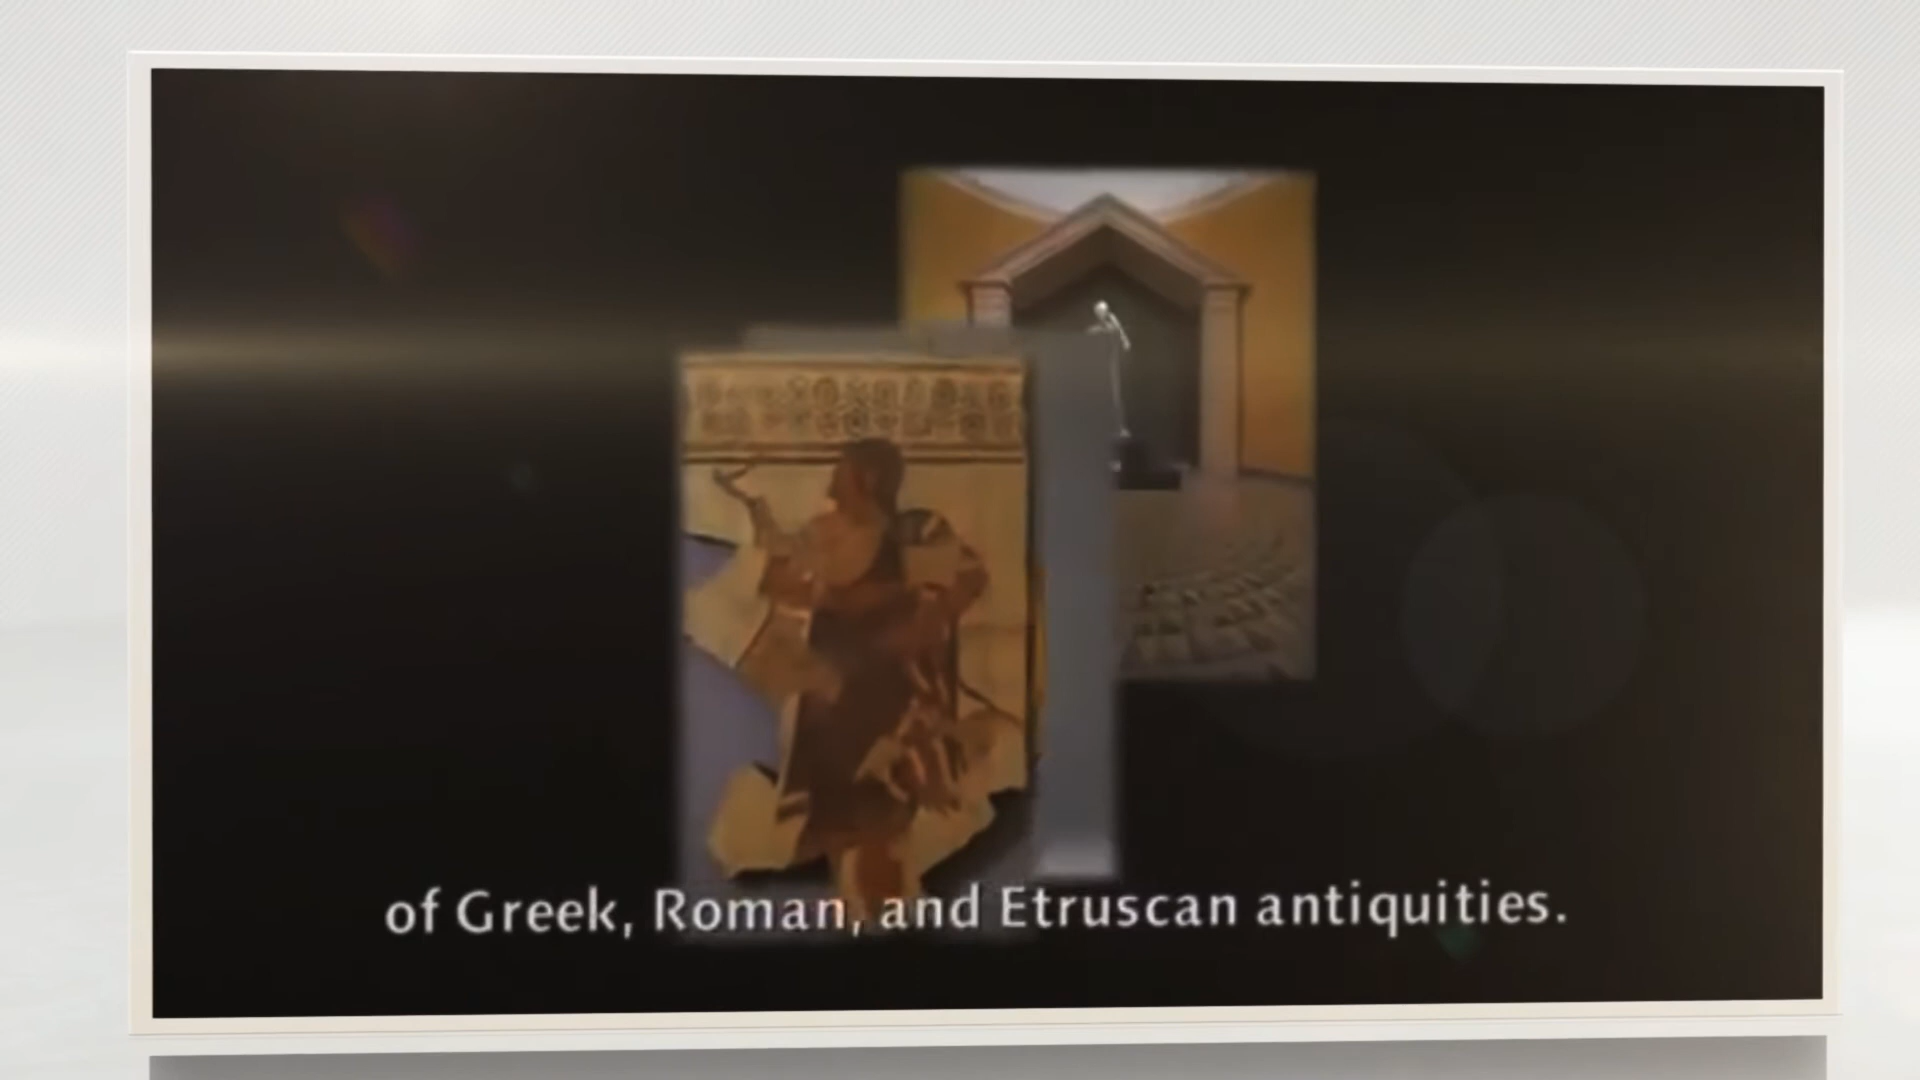 of Greek, Roman, and Etruscan antiquities.